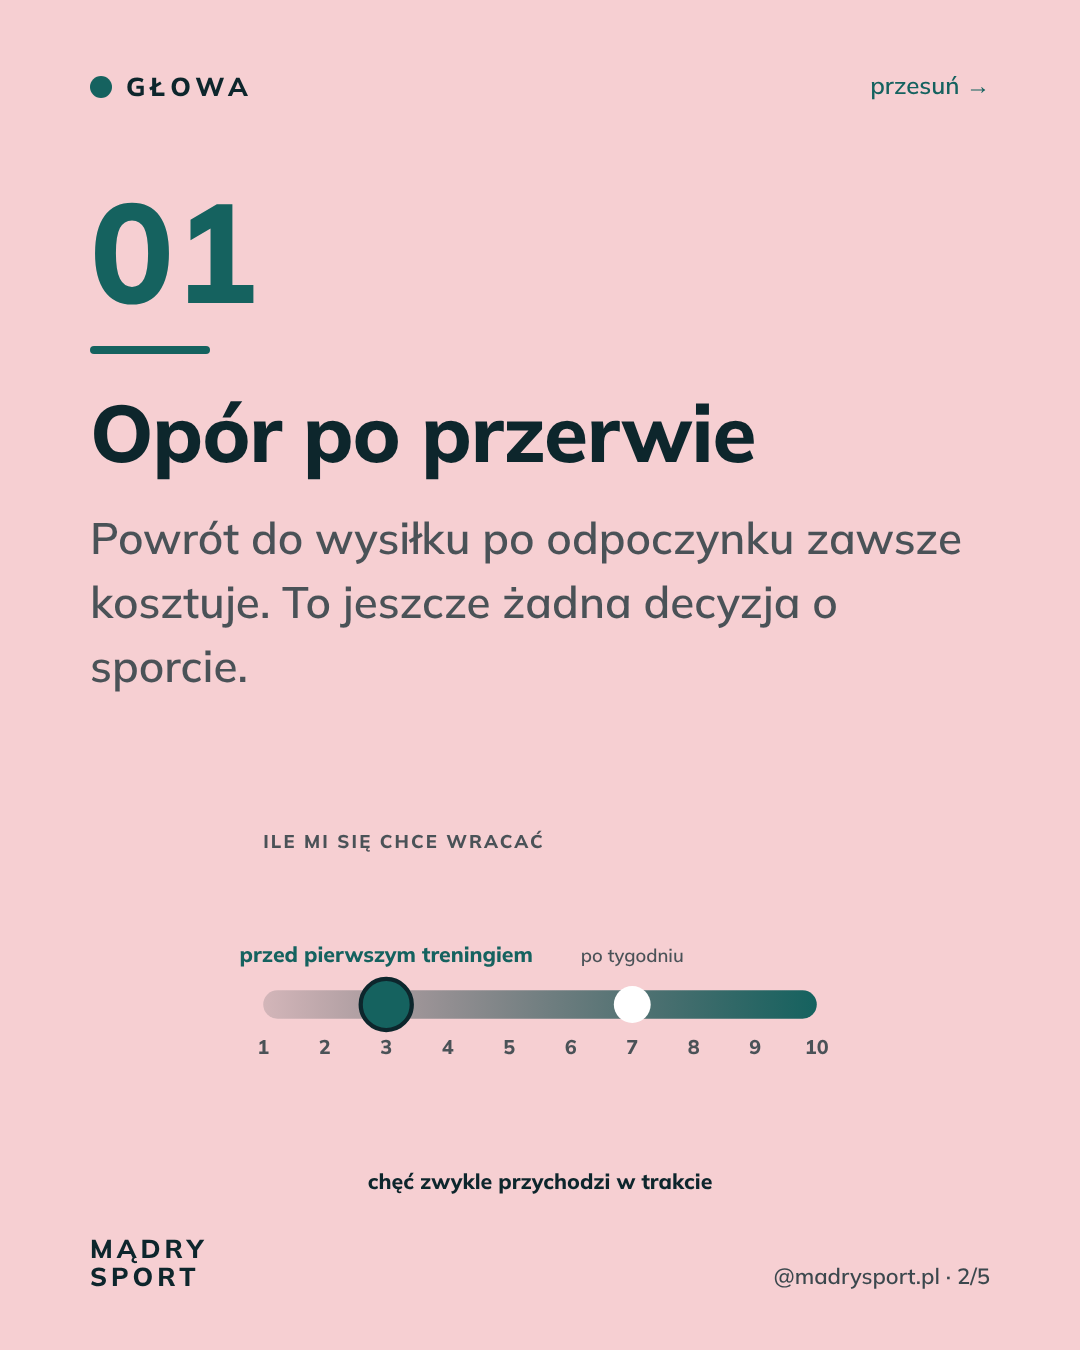 GŁOWA
przesuń →
01
Opór po przerwie
Powrót do wysiłku po odpoczynku zawsze
kosztuje. To jeszcze żadna decyzja o
sporcie.
ILE MI SIĘ CHCE WRACAĆ
przed pierwszym treningiem po tygodniu
1 2 3 4 5 6 7 8 9 10
chęć zwykle przychodzi w trakcie
MĄDRY
SPORT
@madrysport.pl · 2/5